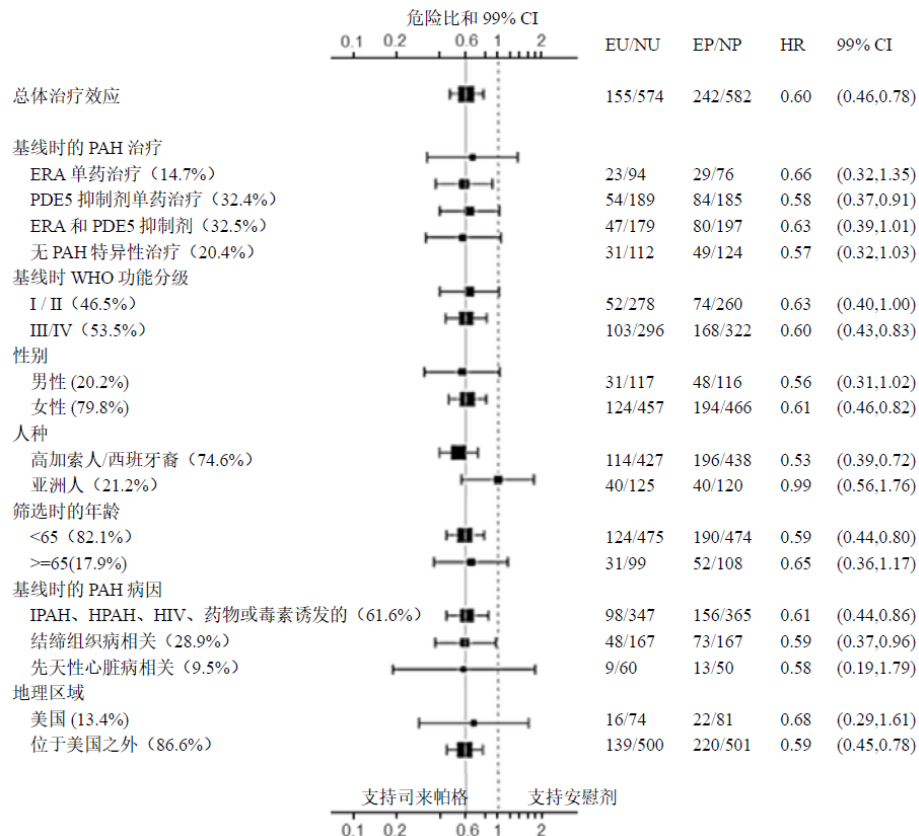 危险比和 99% CI
0.1 0.2 0.6 1 2 EU/NU EP/NP HR 99% CI
总体治疗效应 155/574 242/582 0.60 (0.46,0.78)
基线时的 PAH 治疗
ERA 单药治疗（14.7%） 23/94 29/76 0.66 (0.32,1.35)
PDE5 抑制剂单药治疗（32.4%） 54/189 84/185 0.58 (0.37,0.91)
ERA 和 PDE5 抑制剂（32.5%） 47/179 80/197 0.63 (0.39,1.01)
无 PAH 特异性治疗（20.4%） 31/112 49/124 0.57 (0.32,1.03)
基线时 WHO 功能分级
I / II（46.5%） 52/278 74/260 0.63 (0.40,1.00)
III/IV（53.5%） 103/296 168/322 0.60 (0.43,0.83)
性别
男性 (20.2%) 31/117 48/116 0.56 (0.31,1.02)
女性 (79.8%) 124/457 194/466 0.61 (0.46,0.82)
人种
高加索人/西班牙裔（74.6%） 114/427 196/438 0.53 (0.39,0.72)
亚洲人（21.2%） 40/125 40/120 0.99 (0.56,1.76)
筛选时的年龄
<65（82.1%） 124/475 190/474 0.59 (0.44,0.80)
>=65(17.9%) 31/99 52/108 0.65 (0.36,1.17)
基线时的 PAH 病因
IPAH、HPAH、HIV、药物或毒素诱发的（61.6%） 98/347 156/365 0.61 (0.44,0.86)
结缔组织病相关（28.9%） 48/167 73/167 0.59 (0.37,0.96)
先天性心脏病相关（9.5%） 9/60 13/50 0.58 (0.19,1.79)
地理区域
美国 (13.4%) 16/74 22/81 0.68 (0.29,1.61)
位于美国之外（86.6%） 139/500 220/501 0.59 (0.45,0.78)
支持司来帕格 支持安慰剂
0.1 0.2 0.6 1 2